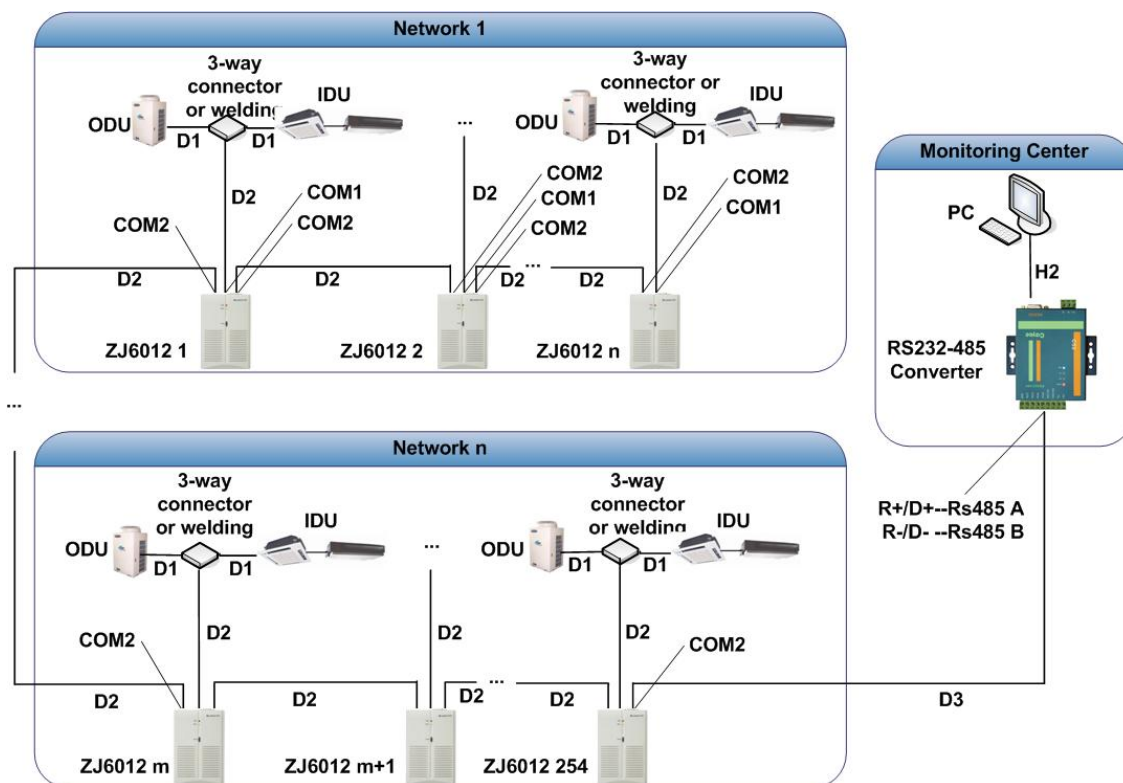 Network 1
3-way
connector
or welding
IDU
ODU
D1
D1
D2
COM2
COM1
COM2
...
D2
COM2
COM1
COM2
3-way
connector or
welding
IDU
ODU
D1
D1
D2
COM2
COM1
D2
D2
D2
...
D2
ZJ6012 1
ZJ6012 2
ZJ6012 n
...
Monitoring Center
PC
H2
RS232-485
Converter
R+/D+--Rs485 A
R-/D- --Rs485 B
Network n
3-way
connector
or welding
IDU
ODU
D1
D1
D2
COM2
...
D2
3-way
connector
or welding
IDU
ODU
D1
D1
D2
COM2
D2
D2
D2
...
D2
D3
ZJ6012 m
ZJ6012 m+1
ZJ6012 254